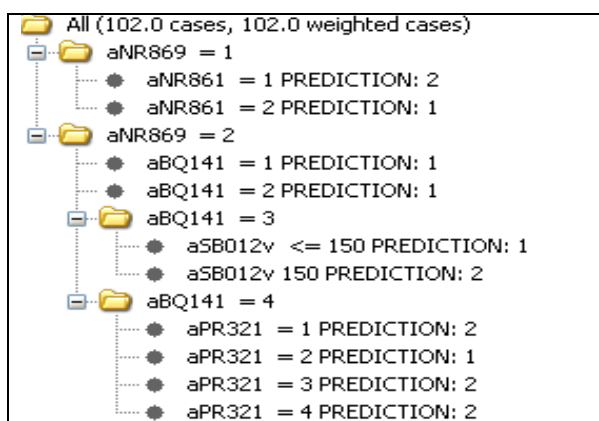 All (102.0 cases, 102.0 weighted cases)
aNR869 = 1
aNR861 = 1 PREDICTION: 2
aNR861 = 2 PREDICTION: 1
aNR869 = 2
aBQ141 = 1 PREDICTION: 1
aBQ141 = 2 PREDICTION: 1
aBQ141 = 3
aSB012v <= 150 PREDICTION: 1
aSB012v 150 PREDICTION: 2
aBQ141 = 4
aPR321 = 1 PREDICTION: 2
aPR321 = 2 PREDICTION: 1
aPR321 = 3 PREDICTION: 2
aPR321 = 4 PREDICTION: 2